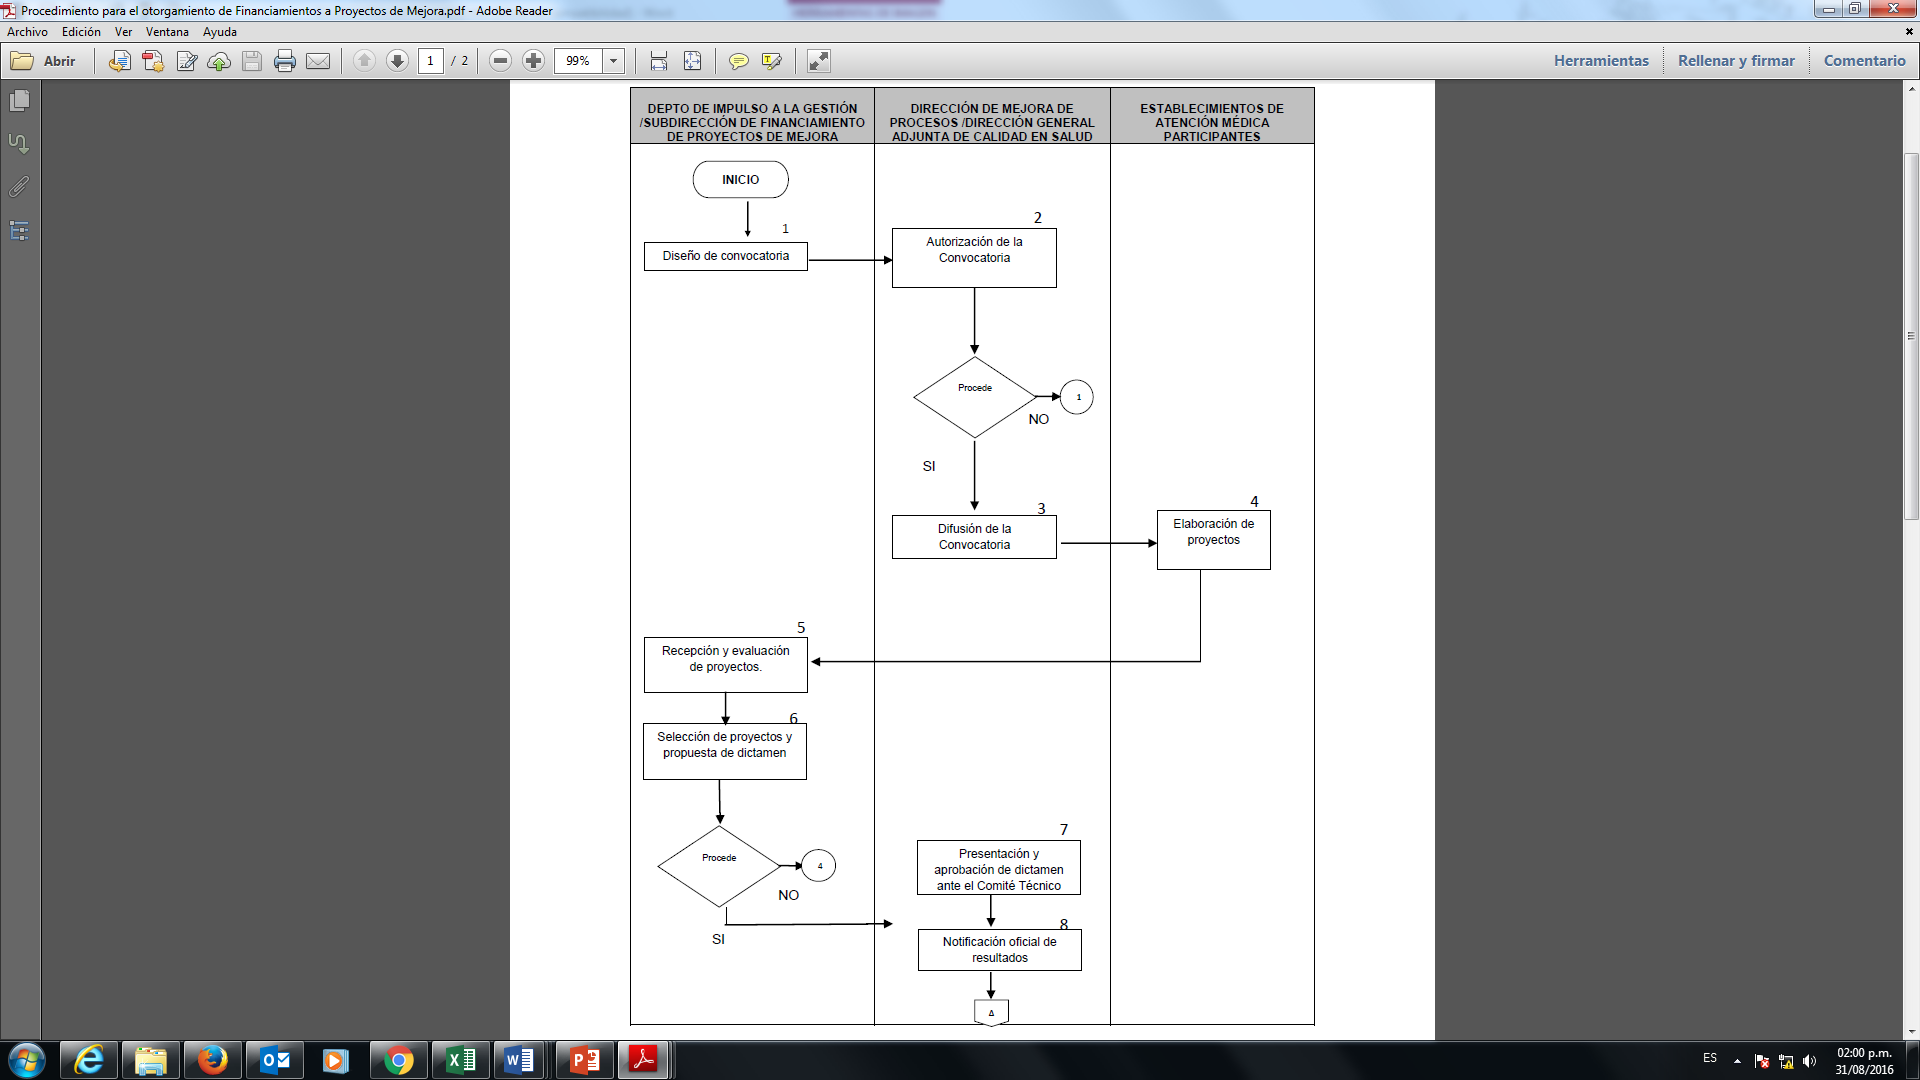 Procedimiento para el otorgamiento de Financiamientos a Proyectos de Mejora.pdf - Adobe Reader
Archivo Edición Ver Ventana Ayuda
Abrir
1 / 2
99%
Herramientas
Rellenar y firmar
Comentario
DEPTO DE IMPULSO A LA GESTIÓN
/SUBDIRECCIÓN DE FINANCIAMIENTO
DE PROYECTOS DE MEJORA
DIRECCIÓN DE MEJORA DE
PROCESOS /DIRECCIÓN GENERAL
ADJUNTA DE CALIDAD EN SALUD
ESTABLECIMIENTOS DE
ATENCIÓN MÉDICA
PARTICIPANTES
INICIO
1
Diseño de convocatoria
2
Autorización de la
Convocatoria
Procede
1
NO
SI
3
Difusión de la
Convocatoria
4
Elaboración de
proyectos
5
Recepción y evaluación
de proyectos.
6
Selección de proyectos y
propuesta de dictamen
Procede
4
NO
SI
7
Presentación y
aprobación de dictamen
ante el Comité Técnico
8
Notificación oficial de
resultados
A
ES
02:00 p.m.
31/08/2016